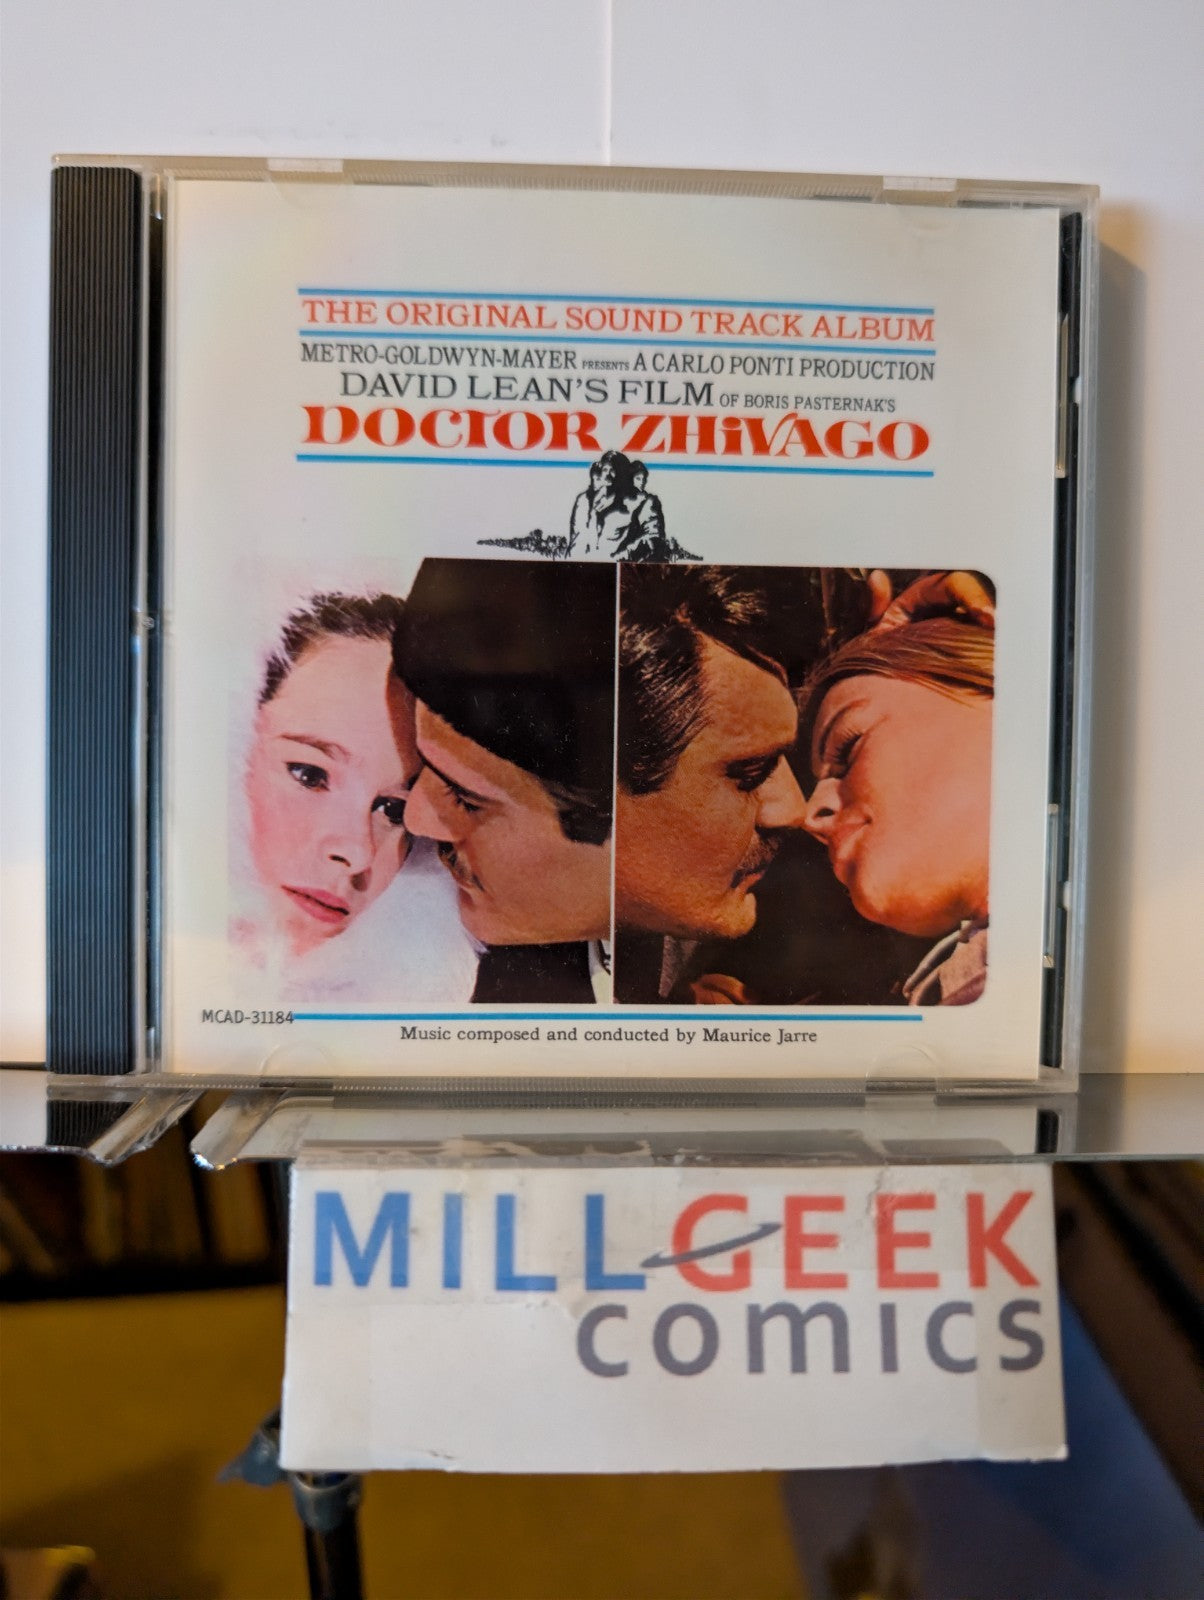 THE ORIGINAL SOUND TRACK ALBUM
METRO-GOLDWYN-MAYER PRESENTS A CARLO PONTI PRODUCTION
DAVID LEAN'S FILM OF BORIS PASTERNAK'S
DOCTOR ZHiVAGO
MCAD-31184
Music composed and conducted by Maurice Jarre
MILLGEEK
comics